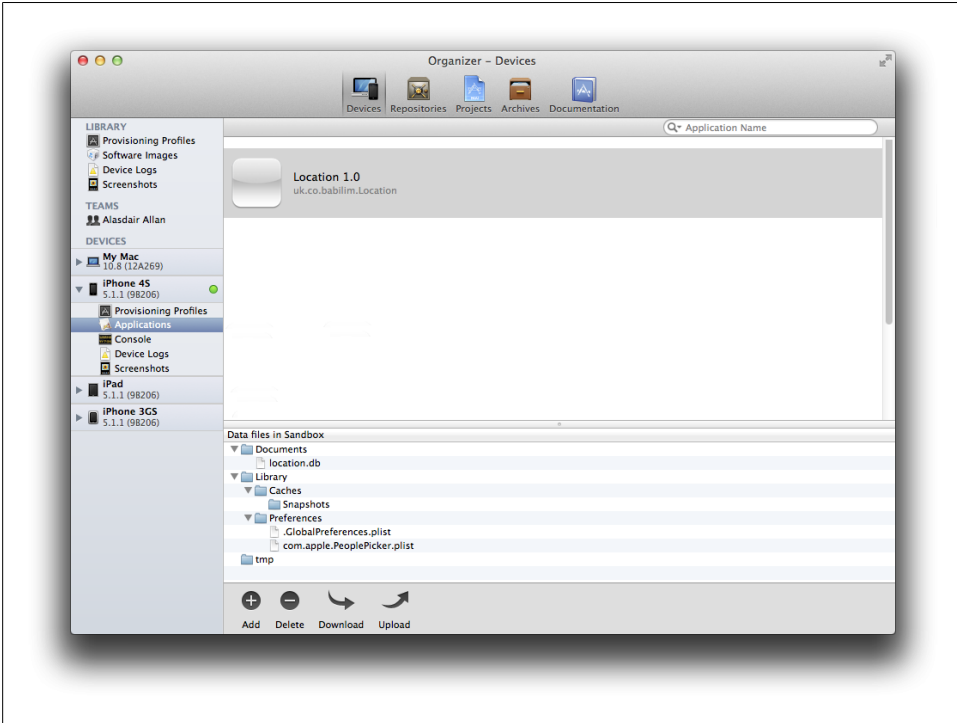 Organizer – Devices
Devices Repositories Projects Archives Documentation
Application Name
LIBRARY
Provisioning Profiles
Software Images
Device Logs
Screenshots
TEAMS
Alasdair Allan
DEVICES
My Mac
10.8 (12A269)
iPhone 4S
5.1.1 (9B206)
Provisioning Profiles
Applications
Console
Device Logs
Screenshots
iPad
5.1.1 (9B206)
iPhone 3GS
5.1.1 (9B206)
Location 1.0
uk.co.babilim.Location
Data files in Sandbox
Documents
location.db
Library
Caches
Snapshots
Preferences
.GlobalPreferences.plist
com.apple.PeoplePicker.plist
tmp
Add Delete Download Upload